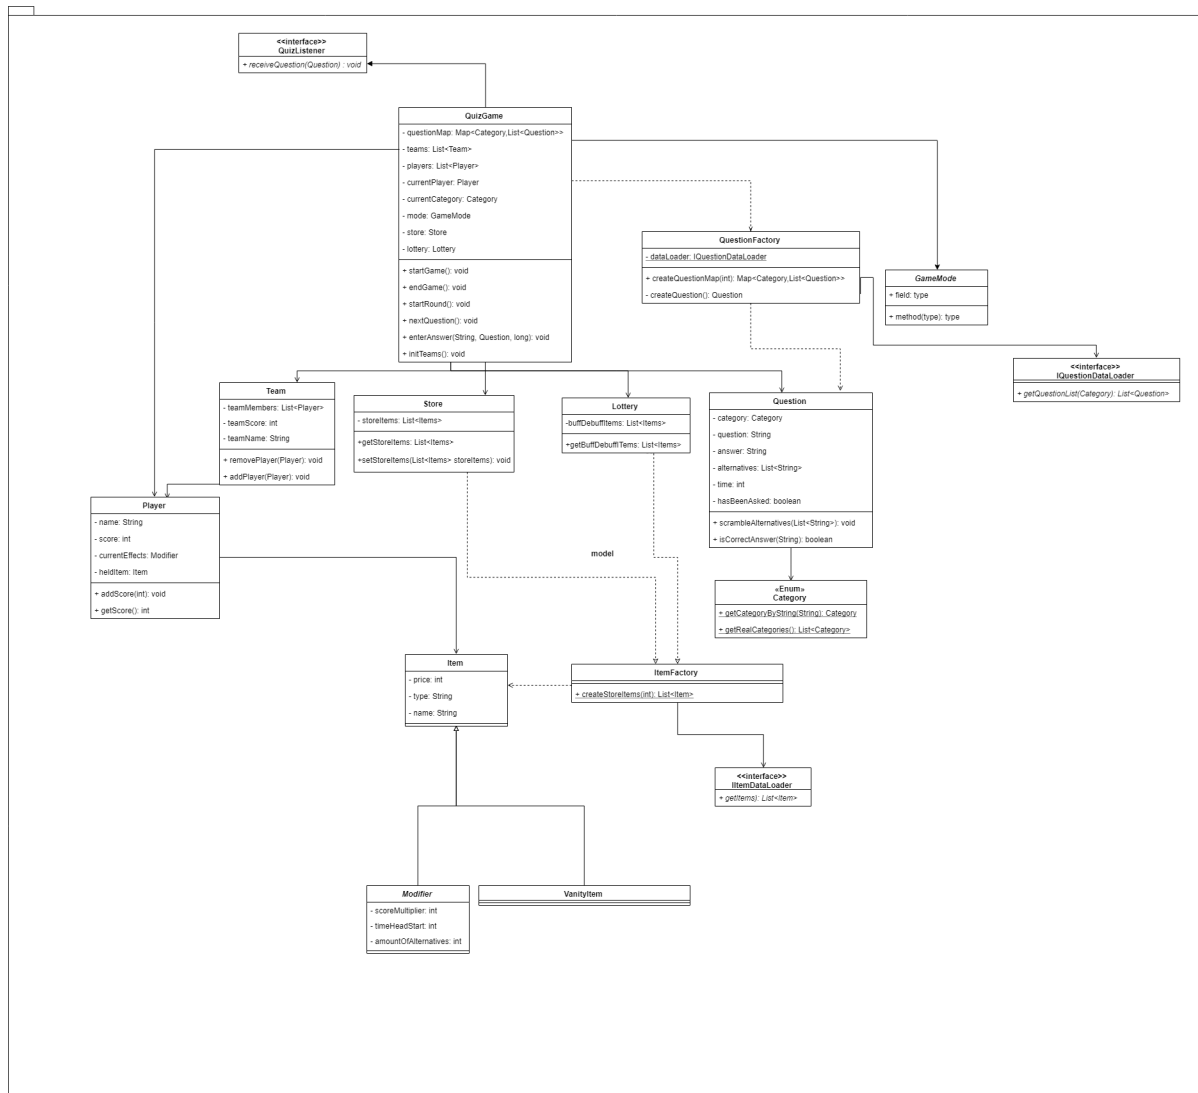 <<interface>>
QuizListener
+ receiveQuestion(Question) : void
QuizGame
- questionMap: Map<Category,List<Question>>
- teams: List<Team>
- players: List<Player>
- currentPlayer: Player
- currentCategory: Category
- mode: GameMode
- store: Store
- lottery: Lottery
+ startGame(): void
+ endGame(): void
+ startRound(): void
+ nextQuestion(): void
+ enterAnswer(String, Question, long): void
+ initTeams(): void
QuestionFactory
- dataLoader: IQuestionDataLoader
+ createQuestionMap(int): Map<Category,List<Question>>
- createQuestion(): Question
GameMode
+ field: type
+ method(type): type
<<interface>>
IQuestionDataLoader
+ getQuestionList(Category): List<Question>
Team
- teamMembers: List<Player>
- teamScore: int
- teamName: String
+ removePlayer(Player): void
+ addPlayer(Player): void
Store
- storeItems: List<Items>
+getStoreItems: List<Items>
+setStoreItems(List<Items> storeItems): void
Lottery
-buffDebuffItems: List<Items>
+getBuffDebuffITems: List<Items>
Question
- category: Category
- question: String
- answer: String
- alternatives: List<String>
- time: int
- hasBeenAsked: boolean
+ scrambleAlternatives(List<String>): void
+ isCorrectAnswer(String): boolean
Player
- name: String
- score: int
- currentEffects: Modifier
- heldItem: Item
+ addScore(int): void
+ getScore(): int
model
«Enum»
Category
+ getCategoryByString(String): Category
+ getRealCategories(): List<Category>
Item
- price: int
- type: String
- name: String
ItemFactory
+ createStoreItems(int): List<Item>
<<interface>>
IItemDataLoader
+ getItems): List<Item>
Modifier
- scoreMultiplier: int
- timeHeadStart: int
- amountOfAlternatives: int
VanityItem